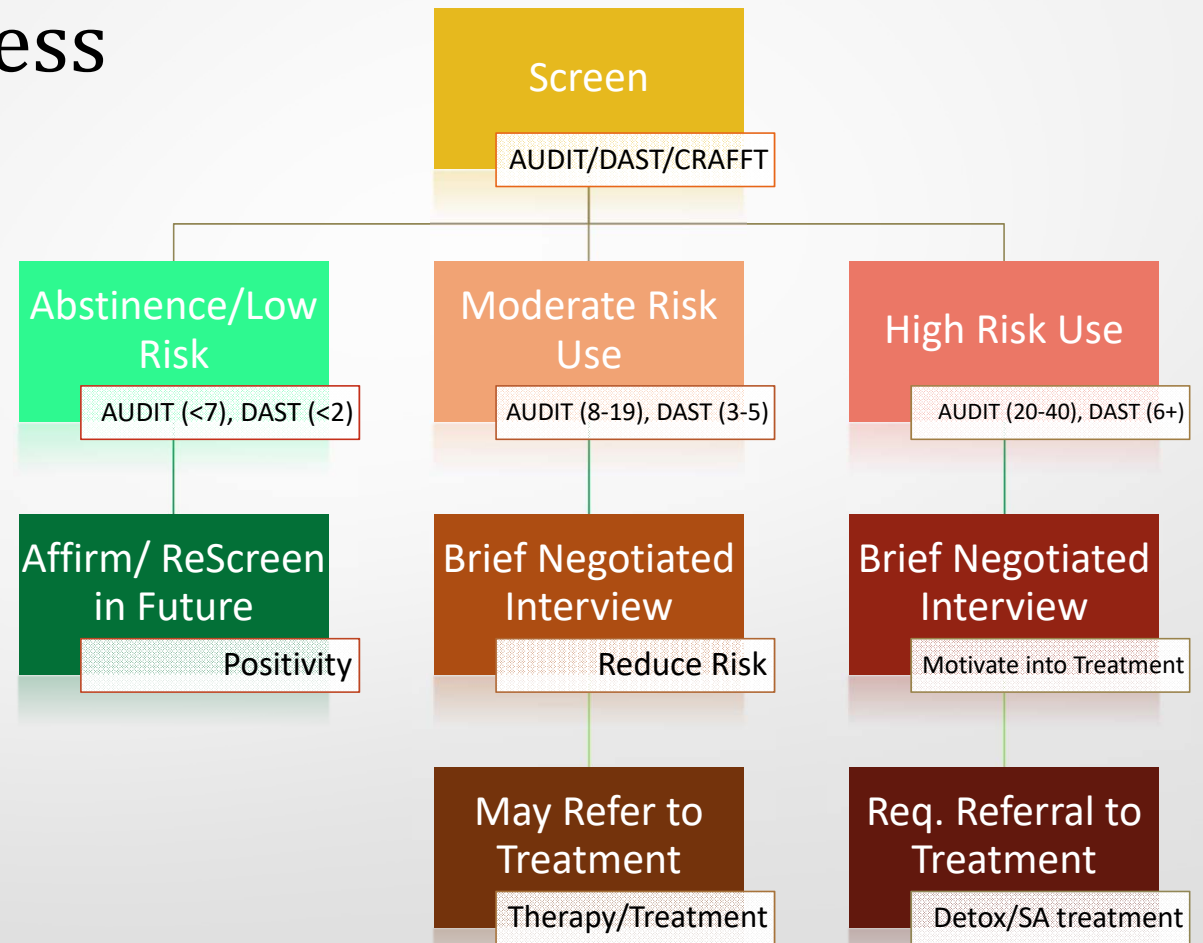 ess
Screen
AUDIT/DAST/CRAFFT
Abstinence/Low
Risk
AUDIT (<7), DAST (<2)
Moderate Risk
Use
AUDIT (8-19), DAST (3-5)
High Risk Use
AUDIT (20-40), DAST (6+)
Affirm/ ReScreen
in Future
Positivity
Brief Negotiated
Interview
Reduce Risk
Brief Negotiated
Interview
Motivate into Treatment
May Refer to
Treatment
Therapy/Treatment
Req. Referral to
Treatment
Detox/SA treatment